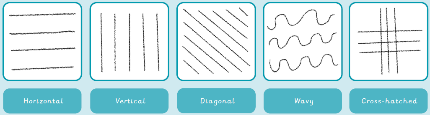 Horizontal
Vertical
Diagonal
Wavy
Cross-hatched